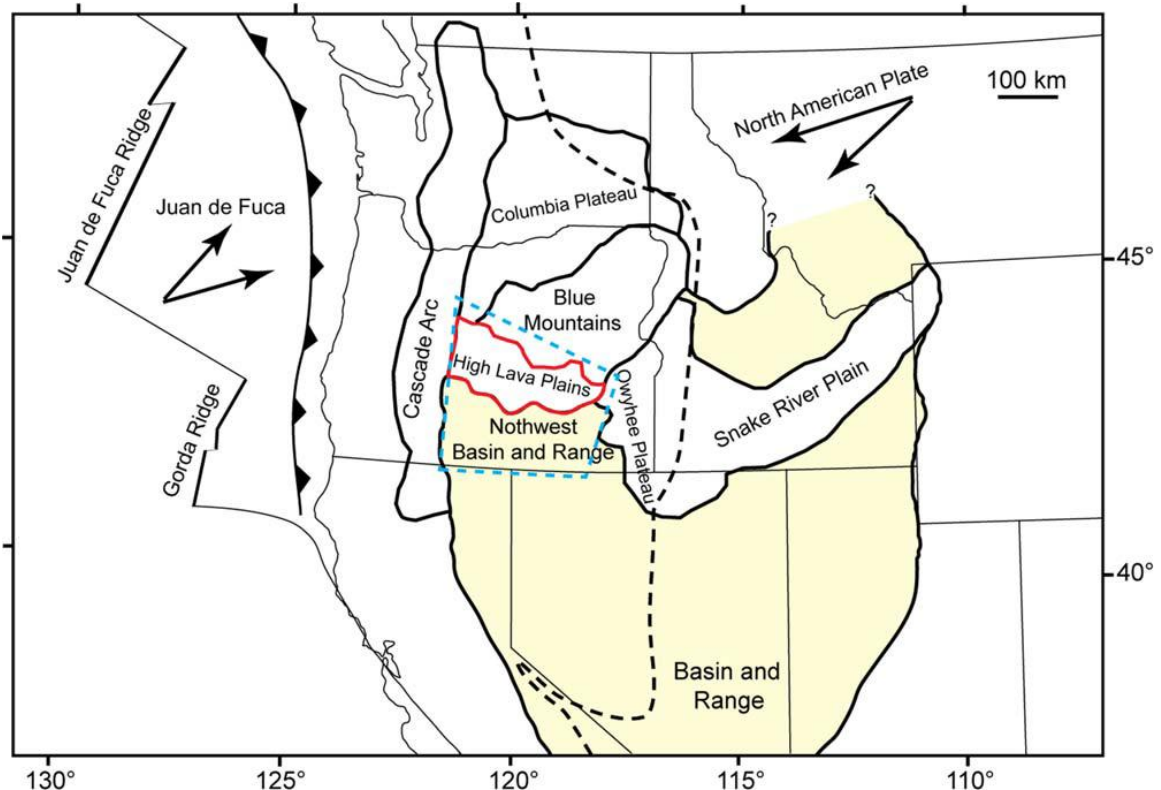 100 km
North American Plate
Juan de Fuca Ridge
Juan de Fuca
Columbia Plateau
?
?
45°
Blue
Mountains
Cascade Arc
High Lava Plains
Owyhee Plateau
Snake River Plain
Gorda Ridge
Nothwest
Basin and Range
40°
Basin and
Range
130°
125°
120°
115°
110°